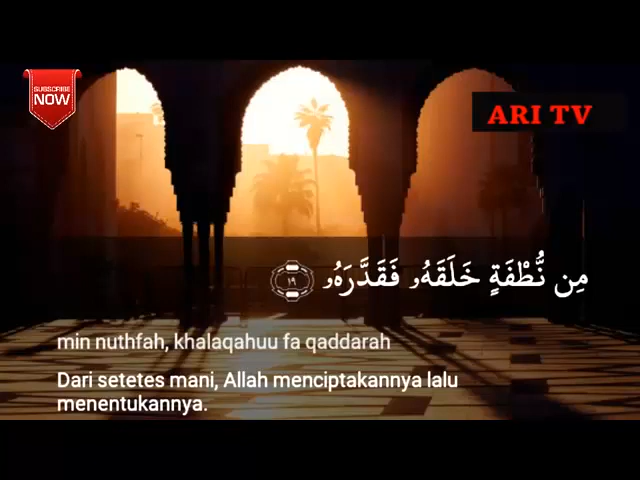 SUBSCRIBE
NOW
ARI TV
مِن نُّطْفَةٍ خَلَقَهُۥ فَقَدَّرَهُۥ ١٩
min nuthfah, khalaqahuu fa qaddarah
Dari setetes mani, Allah menciptakannya lalu
menentukannya.